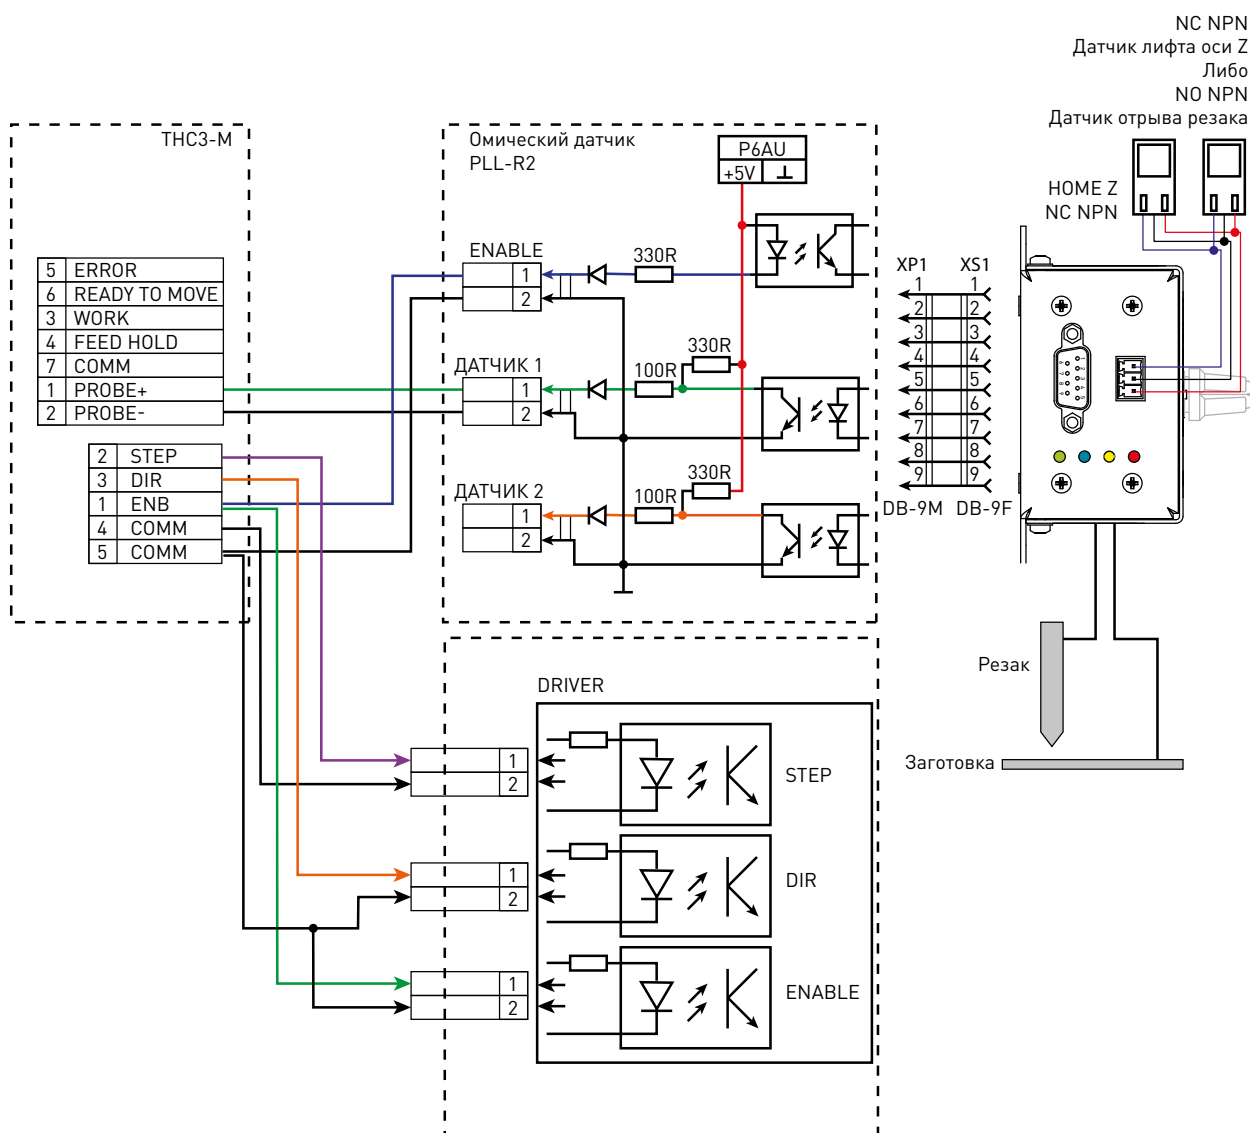 NC NPN
Датчик лифта оси Z
Либо
NO NPN
Датчик отрыва резака
HOME Z
NC NPN
THC3-M
5 ERROR
6 READY TO MOVE
3 WORK
4 FEED HOLD
7 COMM
1 PROBE+
2 PROBE-
2 STEP
3 DIR
1 ENB
4 COMM
5 COMM
Омический датчик
PLL-R2
P6AU
+5V
ENABLE
1
2
330R
ДАТЧИК 1
1
2
100R
330R
ДАТЧИК 2
1
2
100R
330R
XP1 XS1
1 1
2 2
3 3
4 4
5 5
6 6
7 7
8 8
9 9
DB-9M DB-9F
Резак
Заготовка
DRIVER
1
2
STEP
1
2
DIR
1
2
ENABLE